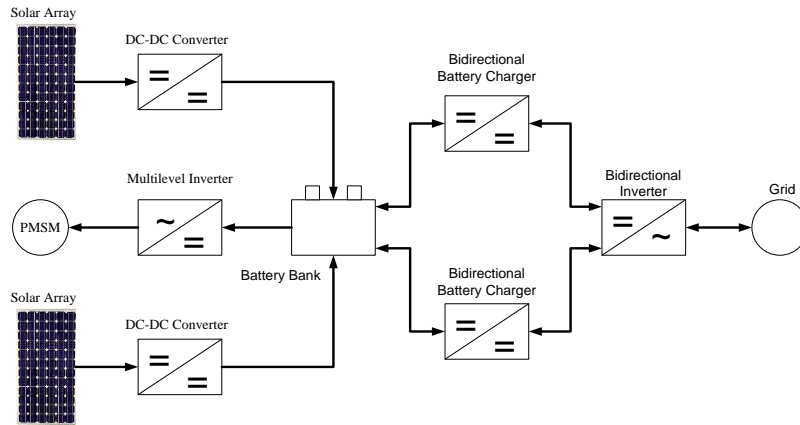 Solar Array
DC-DC Converter
Bidirectional
Battery Charger
Multilevel Inverter
Bidirectional
Inverter
Grid
PMSM
Battery Bank
Bidirectional
Battery Charger
Solar Array
DC-DC Converter